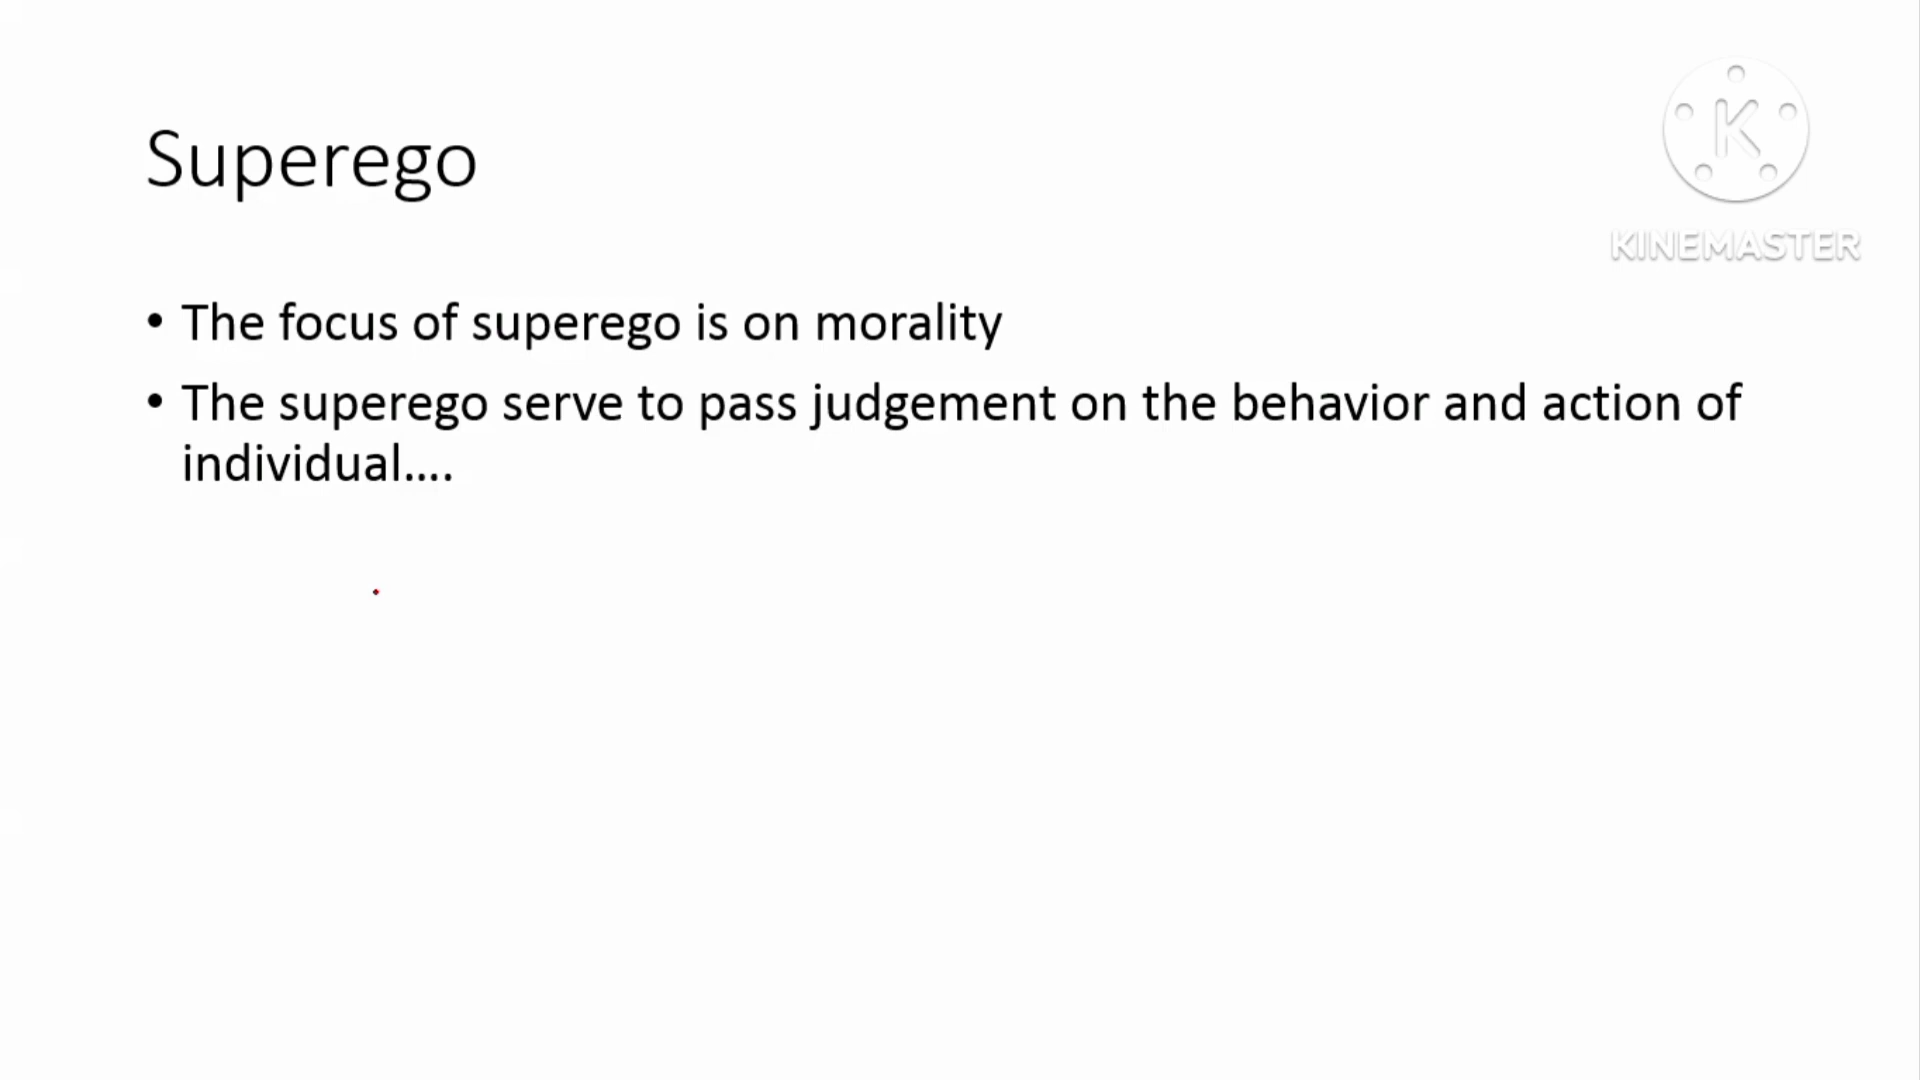 Superego
K
KINEMASTER
• The focus of superego is on morality
• The superego serve to pass judgement on the behavior and action of
individual....